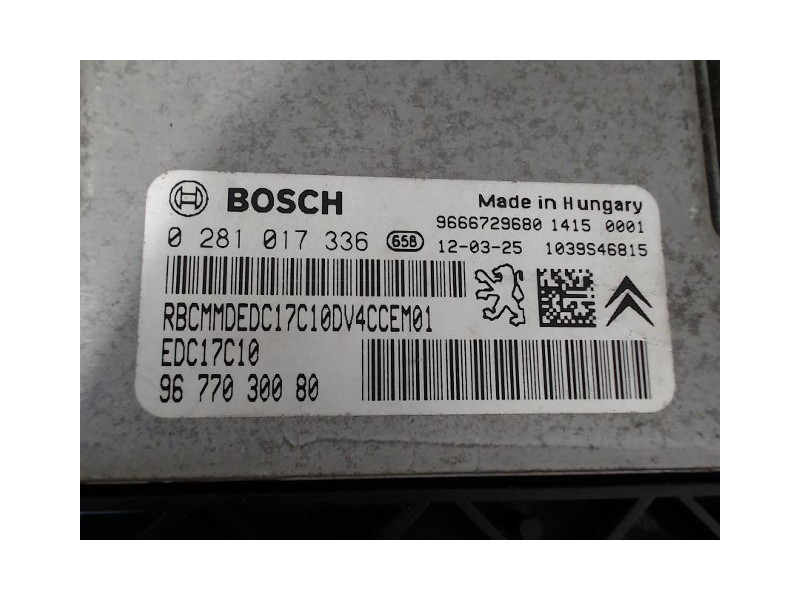 BOSCH
Made in Hungary
9666729680 1415 0001
0 281 017 336 658 12-03-25 1039S46815
RBCMMDEDC17C10DV4CCEM01
EDC17C10
96 770 300 80